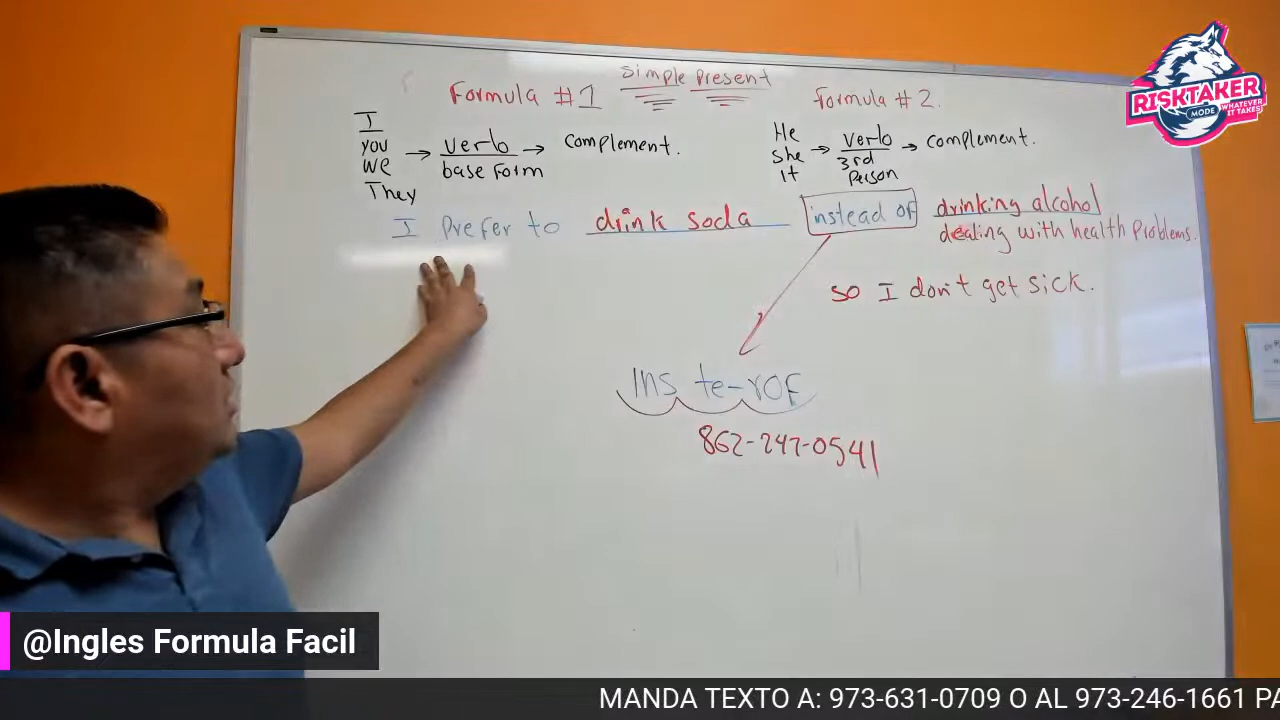 simple present
Formula #1
Formula # 2.
I
you
we
They
→ verb → complement.
base Form
He
she
it
→ verb → complement.
3rd
Person
I prefer to drink soda instead of drinking alcohol
dealing with health problems.
so I don't get sick.
Ins te-rOF
862-247-0541
RISKTAKER
MODE
WHATEVER
IT TAKES!
@Ingles Formula Facil
MANDA TEXTO A: 973-631-0709 O AL 973-246-1661 PA